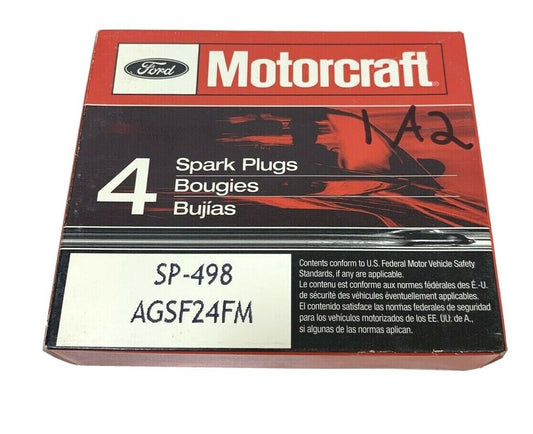 Ford
Motorcraft®
1A2
4
Spark Plugs
Bougies
Bujías
SP-498
AGSF24FM
Contents conform to U.S. Federal Motor Vehicle Safety
Standards, if any are applicable.
Le contenu est conforme aux normes fédérales des É.-U.
de sécurité des véhicules éventuellement applicables.
El contenido satisface las normas federales de seguridad
para los vehículos motorizados de los EE. UU. de A.,
si algunas de las normas aplican.